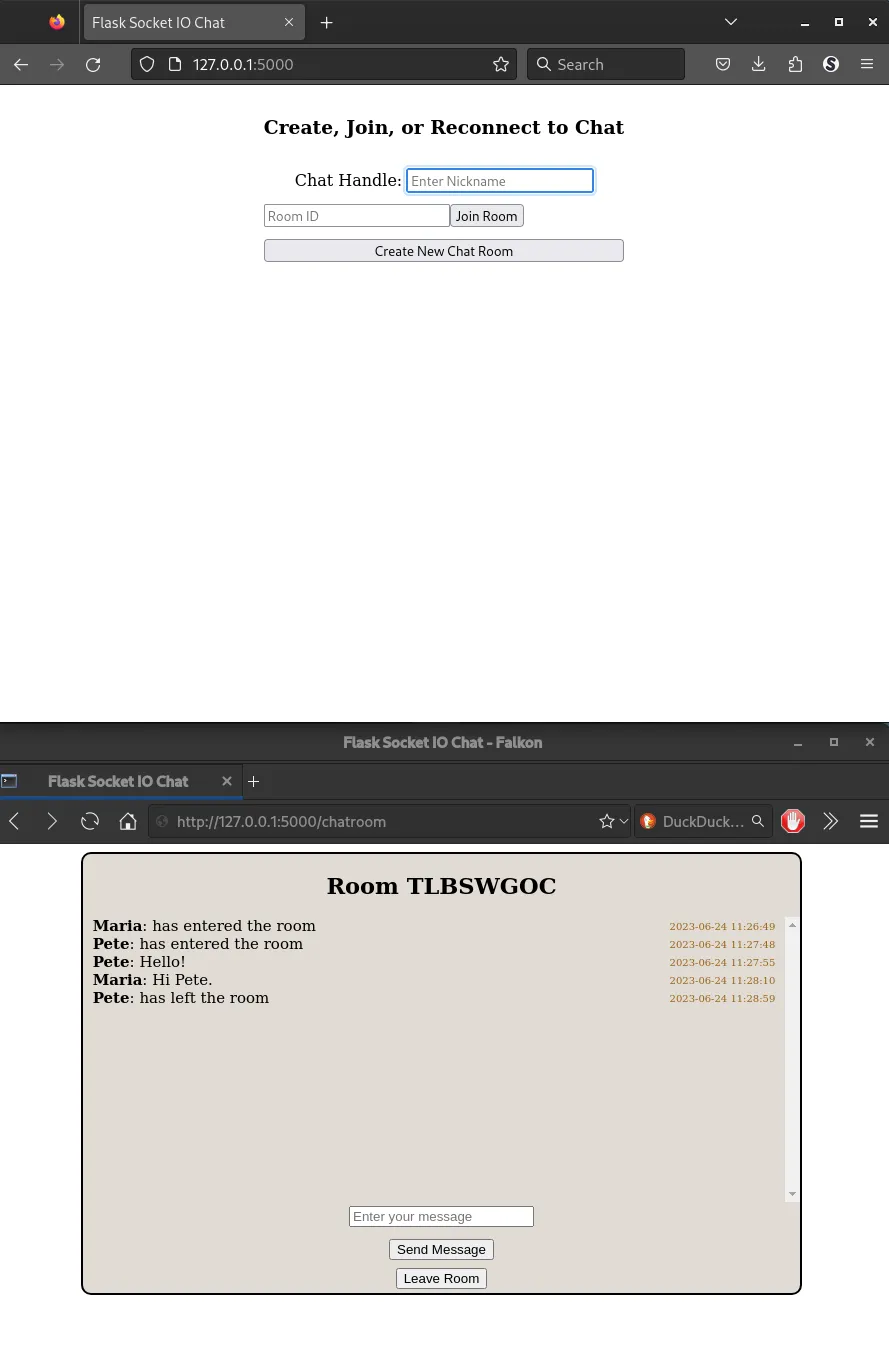 Flask Socket IO Chat
127.0.0.1:5000
Search
Create, Join, or Reconnect to Chat
Chat Handle: Enter Nickname
Room ID Join Room
Create New Chat Room
Flask Socket IO Chat - Falkon
Flask Socket IO Chat
http://127.0.0.1:5000/chatroom DuckDuck...
Room TLBSWGOC
Maria: has entered the room 2023-06-24 11:26:49
Pete: has entered the room 2023-06-24 11:27:48
Pete: Hello! 2023-06-24 11:27:55
Maria: Hi Pete. 2023-06-24 11:28:10
Pete: has left the room 2023-06-24 11:28:59
Enter your message
Send Message
Leave Room